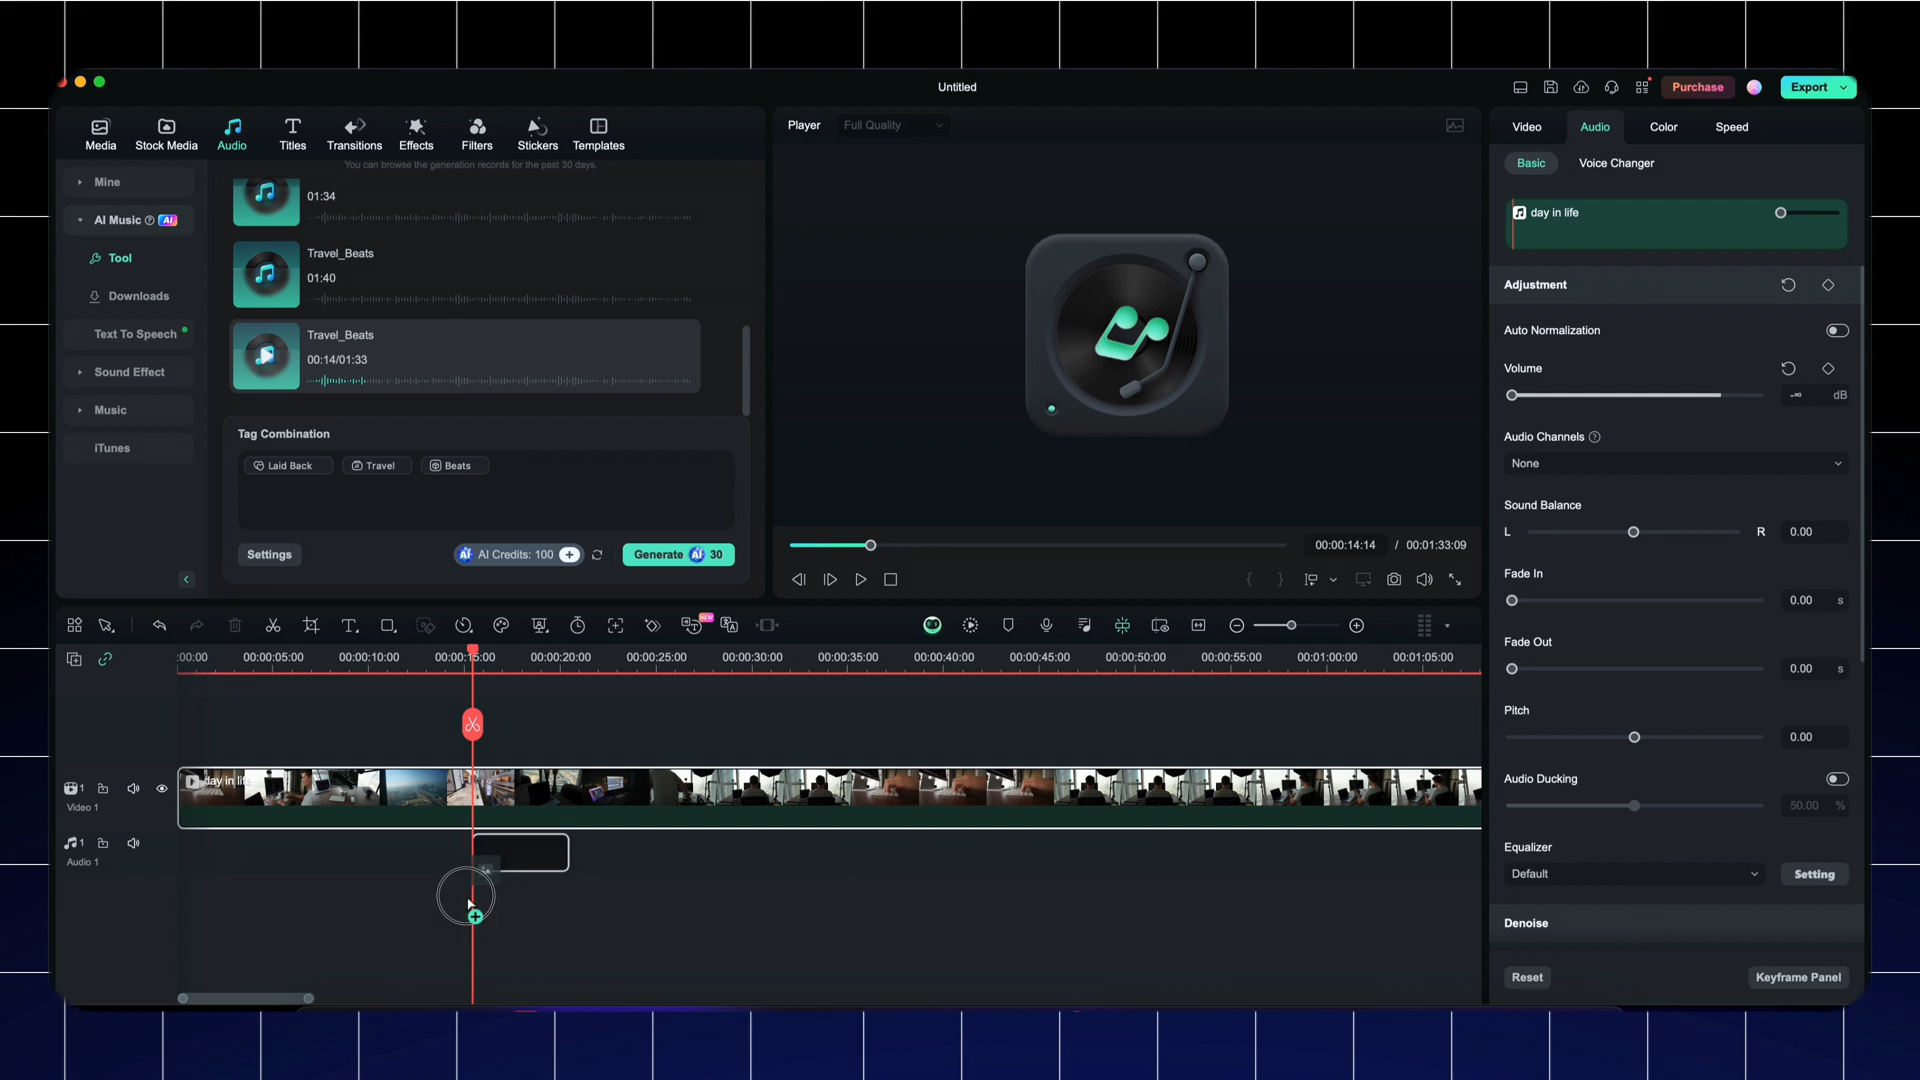 Untitled
Purchase
Export
Media
Stock Media
Audio
Titles
Transitions
Effects
Filters
Stickers
Templates
Player
Full Quality
Video
Audio
Color
Speed
Basic
Voice Changer
You can browse the generation records for the past 30 days.
Mine
AI Music AI
Tool
Downloads
Text To Speech
Sound Effect
Music
iTunes
01:34
Travel_Beats
01:40
Travel_Beats
00:14/01:33
Tag Combination
Laid Back
Travel
Beats
Settings
AI AI Credits: 100 +
Generate AI 30
00:00:14:14 / 00:01:33:09
day in life
Adjustment
Auto Normalization
Volume
-∞ dB
Audio Channels ?
None
Sound Balance
L R 0.00
Fade In
0.00 s
Fade Out
0.00 s
Pitch
0.00
Audio Ducking
50.00 %
Equalizer
Default
Setting
Denoise
Reset
Keyframe Panel
NEW
:00:00 00:00:05:00 00:00:10:00 00:00:15:00 00:00:20:00 00:00:25:00 00:00:30:00 00:00:35:00 00:00:40:00 00:00:45:00 00:00:50:00 00:00:55:00 00:01:00:00 00:01:05:00
1
Video 1
day in life
1
Audio 1